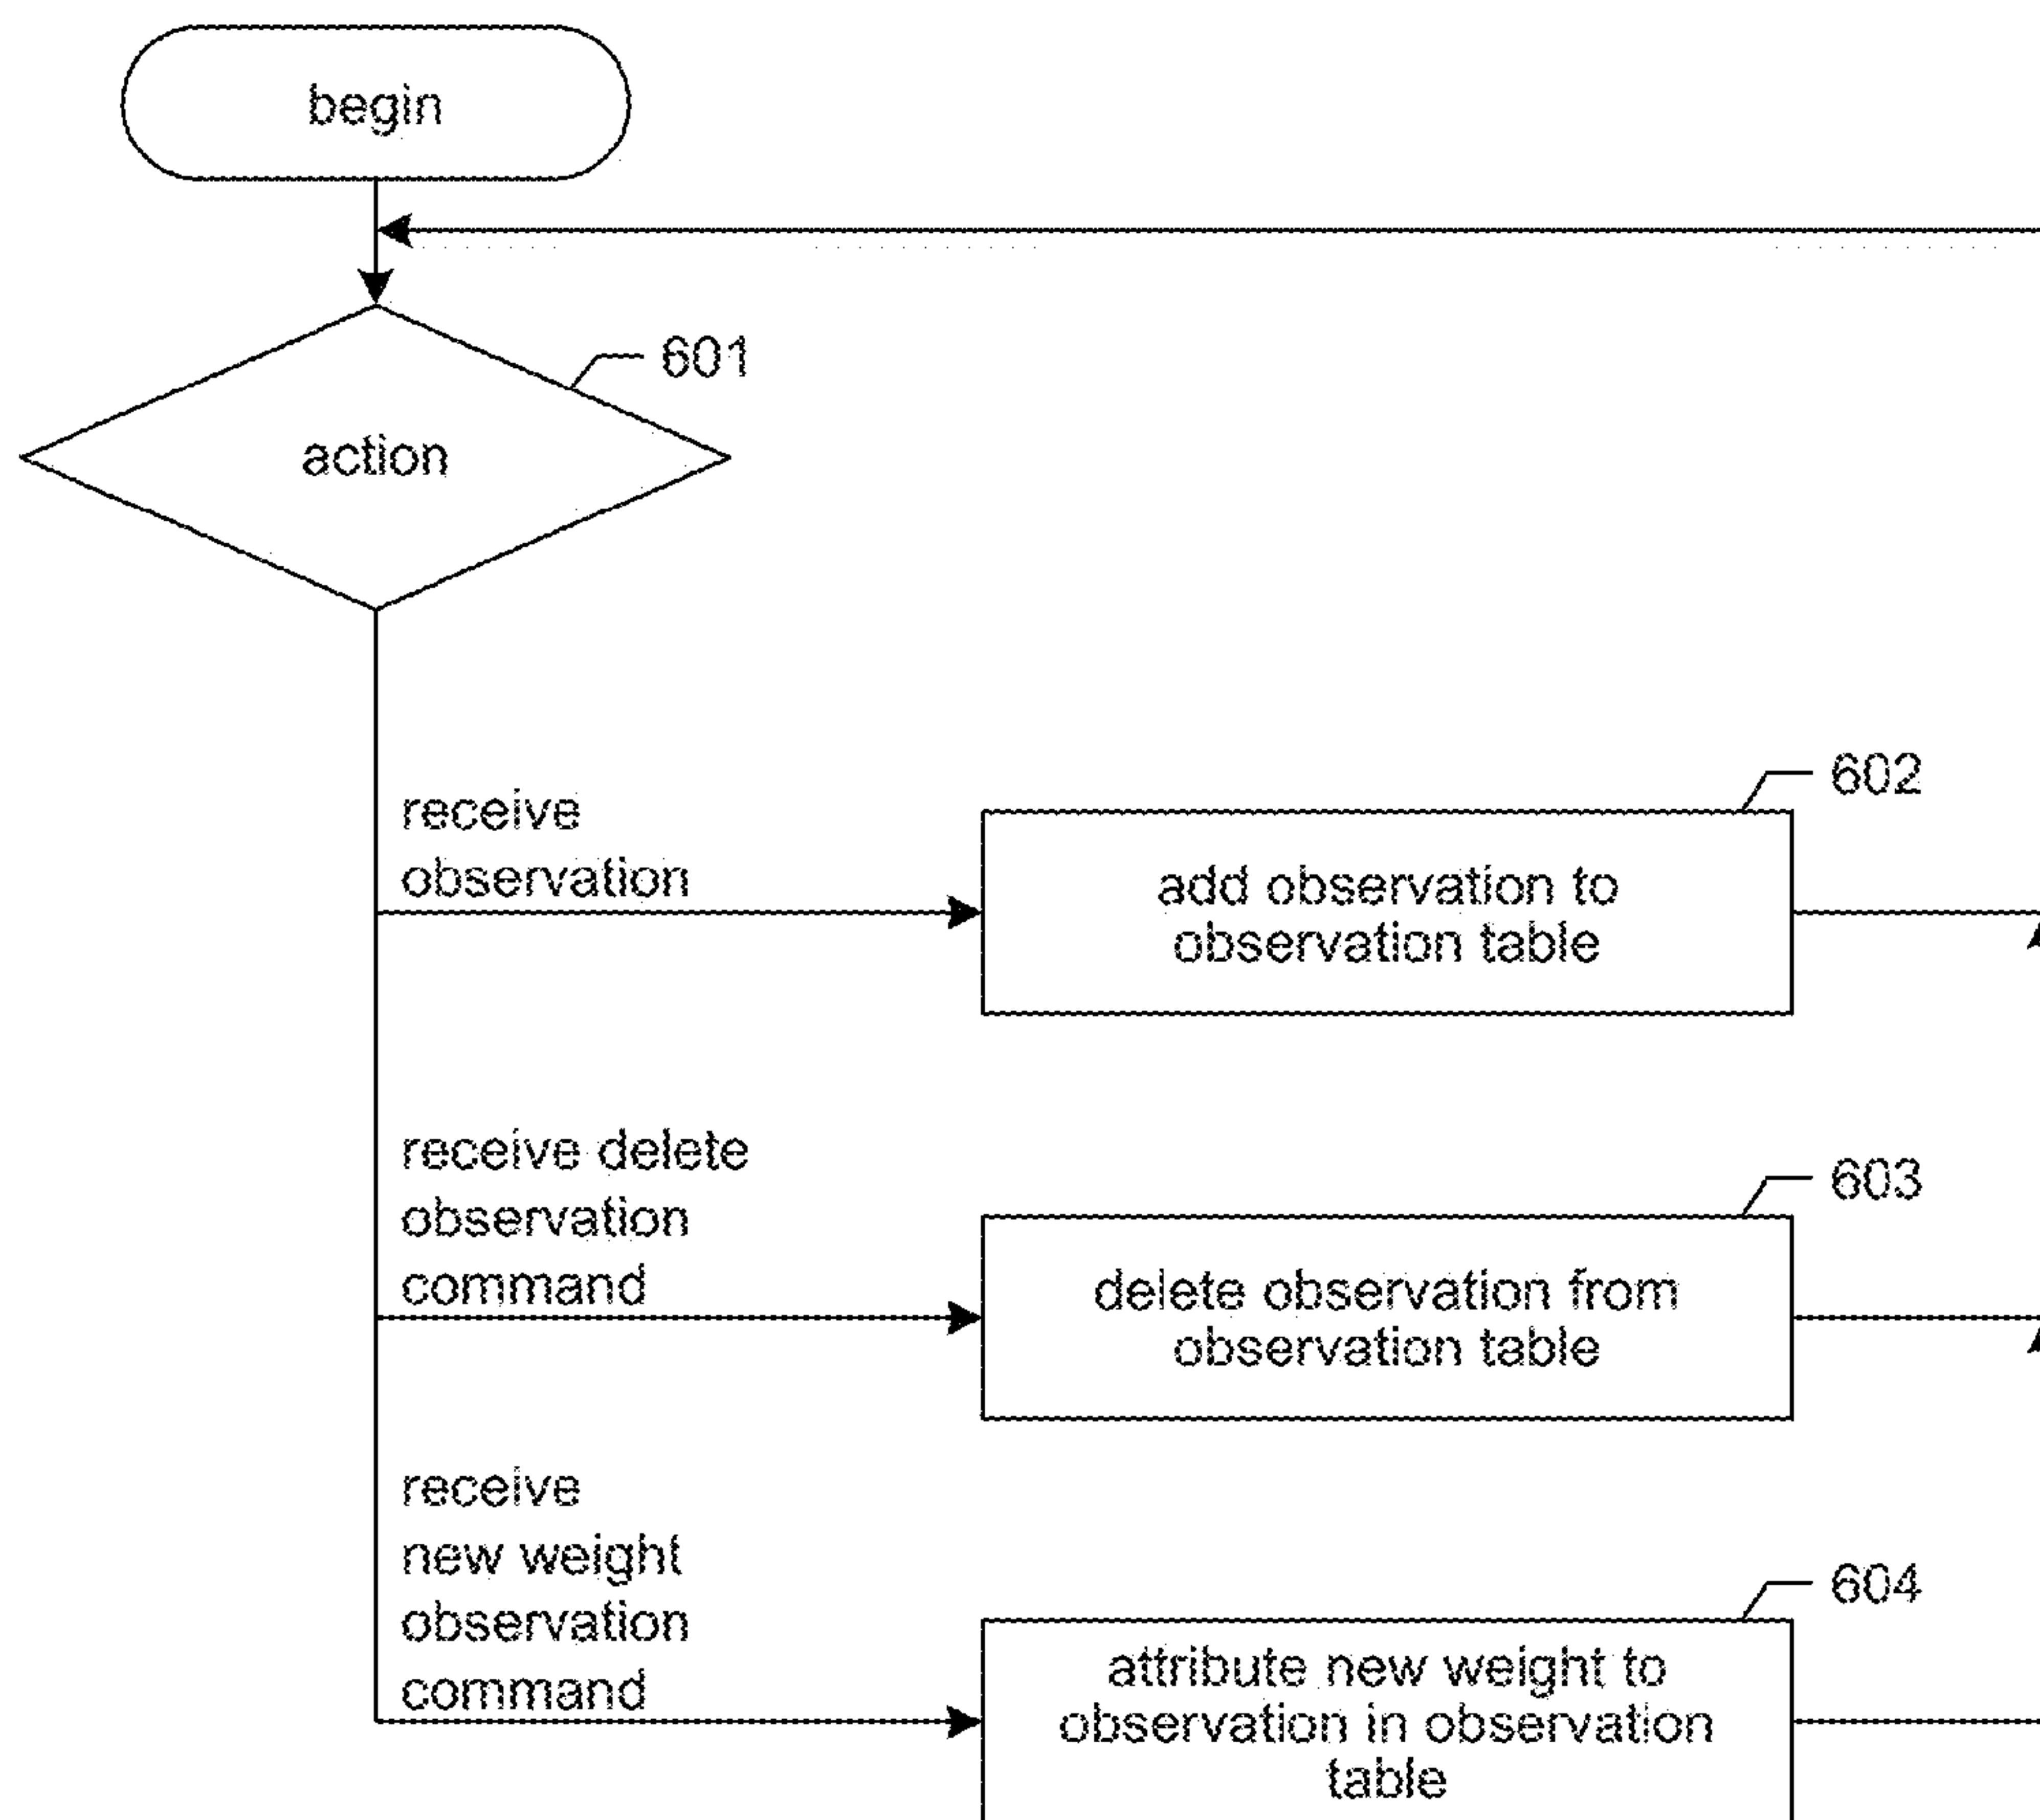 begin
601
action
receive
observation
602
add observation to
observation table
receive delete
observation
command
603
delete observation from
observation table
receive
new weight
observation
command
604
attribute new weight to
observation in observation
table